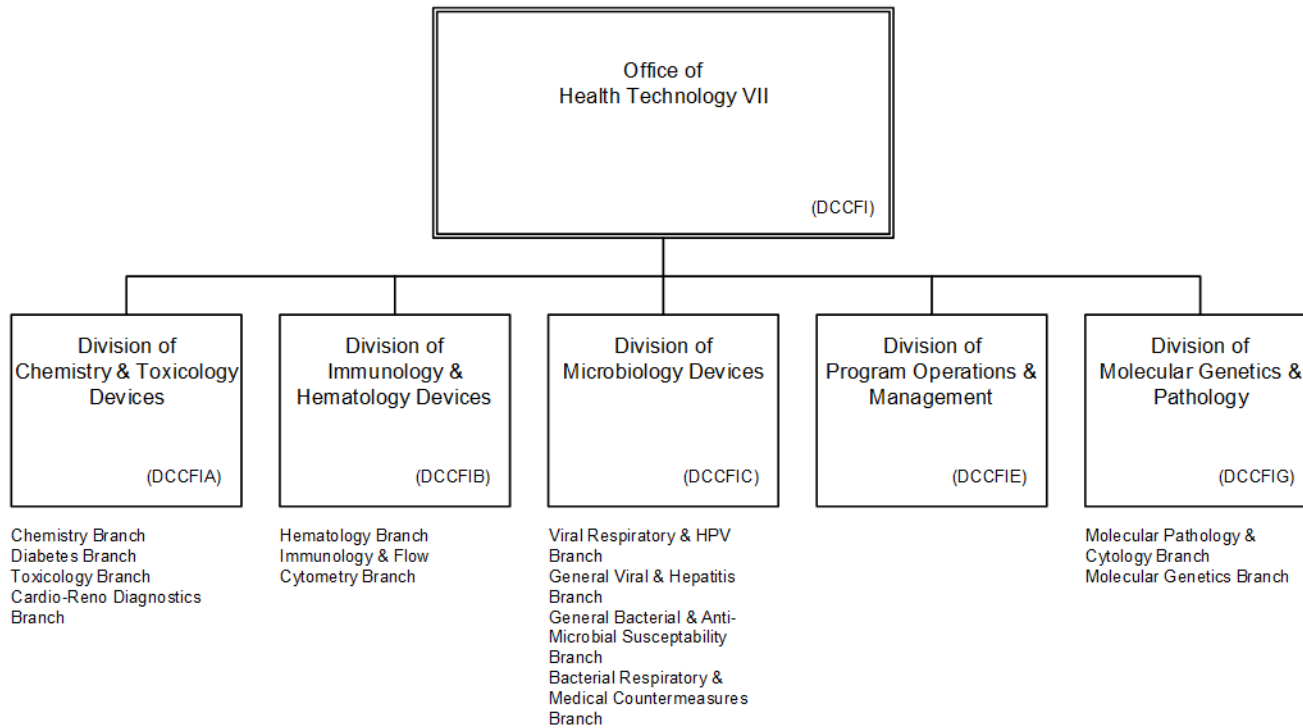 Office of
Health Technology VII
(DCCFI)
Division of
Chemistry & Toxicology
Devices
(DCCFIA)
Chemistry Branch
Diabetes Branch
Toxicology Branch
Cardio-Reno Diagnostics
Branch
Division of
Immunology &
Hematology Devices
(DCCFIB)
Hematology Branch
Immunology & Flow
Cytometry Branch
Division of
Microbiology Devices
(DCCFIC)
Viral Respiratory & HPV
Branch
General Viral & Hepatitis
Branch
General Bacterial & Anti-
Microbial Susceptability
Branch
Bacterial Respiratory &
Medical Countermeasures
Branch
Division of
Program Operations &
Management
(DCCFIE)
Division of
Molecular Genetics &
Pathology
(DCCFIG)
Molecular Pathology &
Cytology Branch
Molecular Genetics Branch